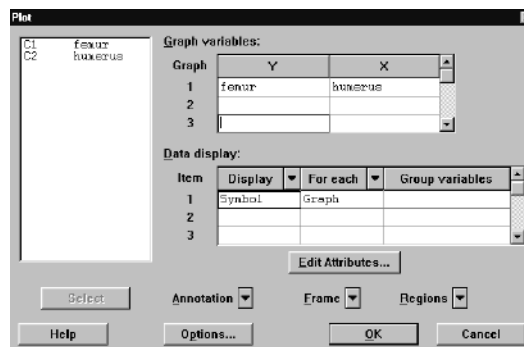 Plot
C1 femur
C2 humerus
Graph variables:
Graph Y X
1 femur humerus
2
3
Data display:
Item Display For each Group variables
1 Symbol Graph
2
3
Edit Attributes...
Select Annotation Frame Regions
Help Options... OK Cancel